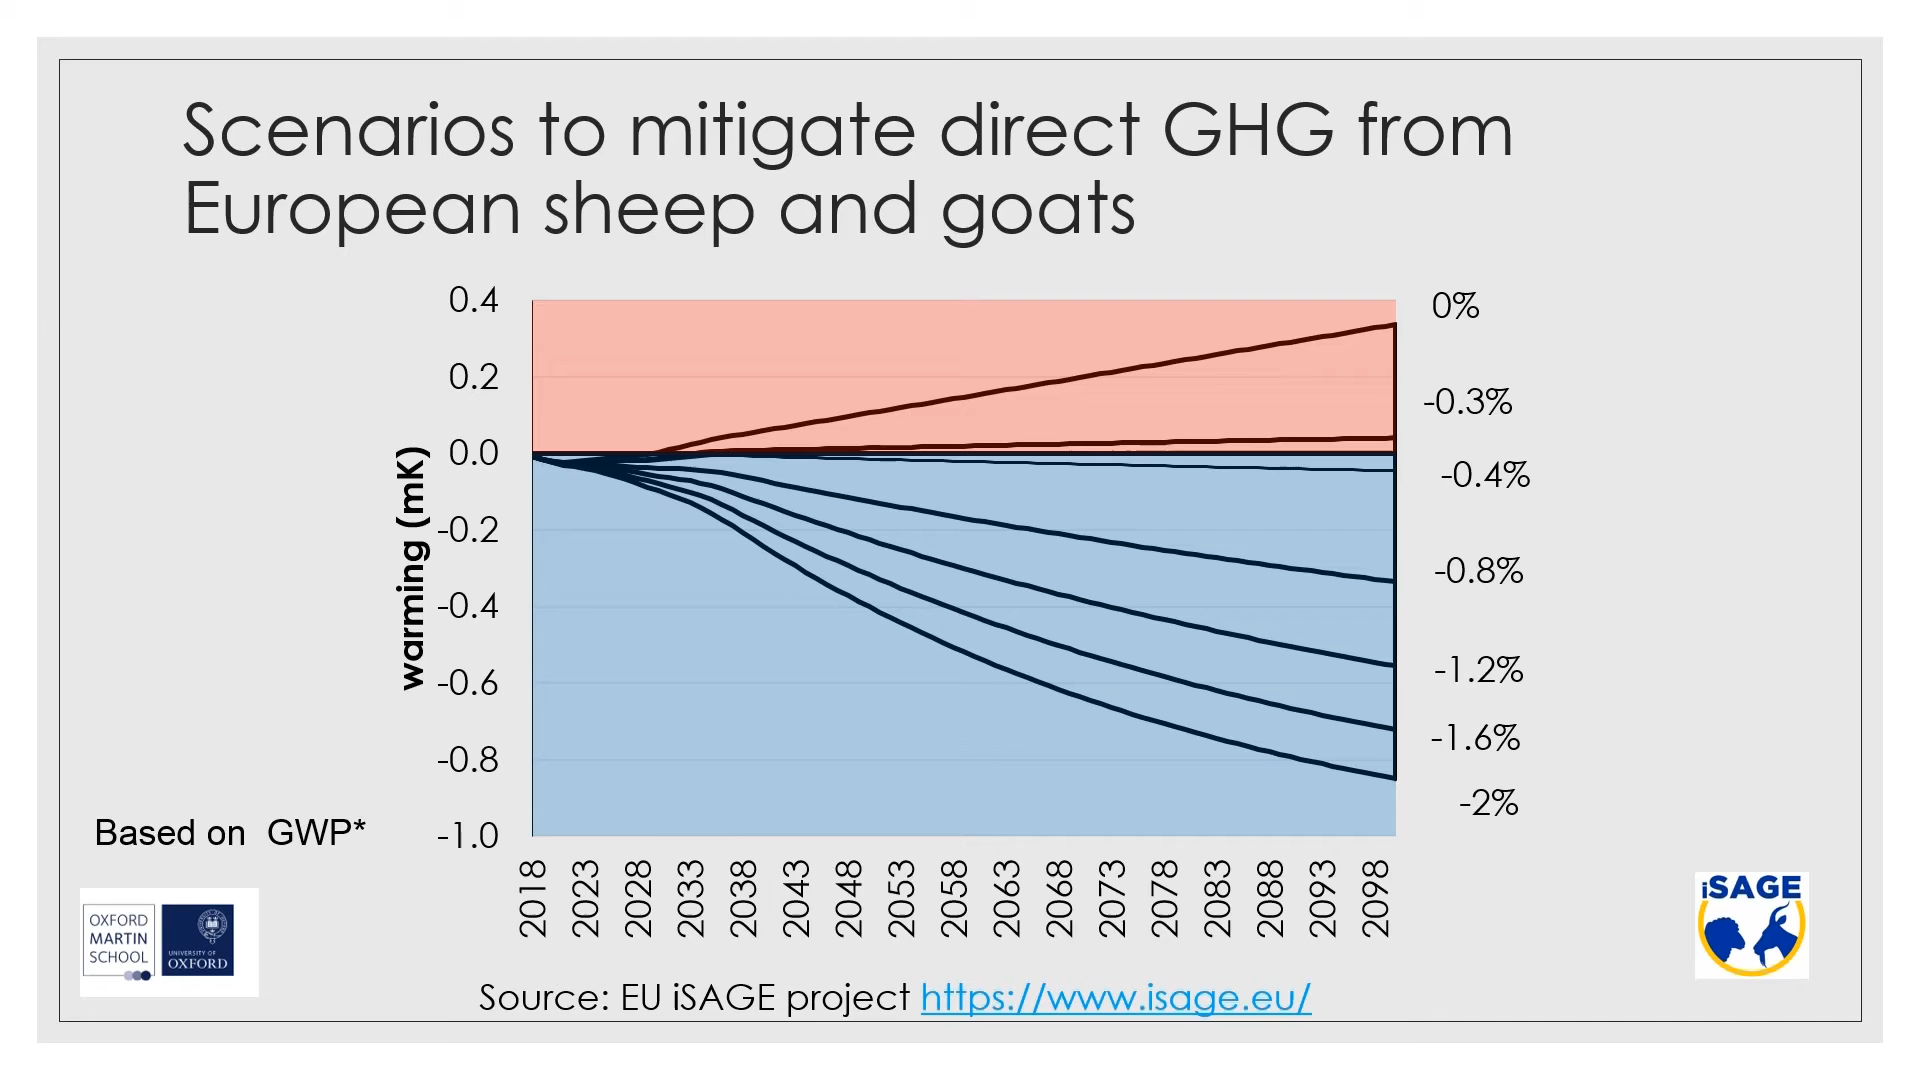 Scenarios to mitigate direct GHG from
European sheep and goats
warming (mK)
0.4
0.2
0.0
-0.2
-0.4
-0.6
-0.8
-1.0
0%
-0.3%
-0.4%
-0.8%
-1.2%
-1.6%
-2%
2018
2023
2028
2033
2038
2043
2048
2053
2058
2063
2068
2073
2078
2083
2088
2093
2098
Based on GWP*
OXFORD
MARTIN
SCHOOL
UNIVERSITY OF
OXFORD
iSAGE
Source: EU iSAGE project https://www.isage.eu/